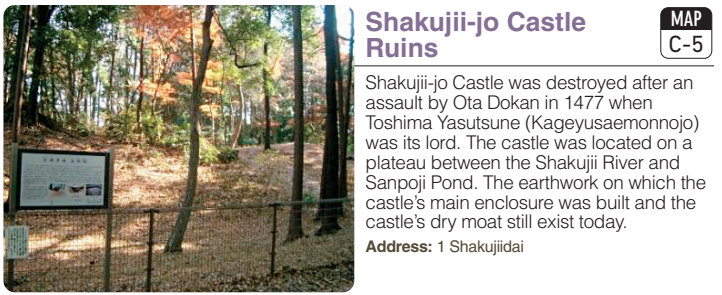 Shakujii-jo Castle
Ruins
MAP
C-5
Shakujii-jo Castle was destroyed after an
assault by Ota Dokan in 1477 when
Toshima Yasutsune (Kageyusaemonnojo)
was its lord. The castle was located on a
plateau between the Shakujii River and
Sanpoji Pond. The earthwork on which the
castle's main enclosure was built and the
castle's dry moat still exist today.
Address: 1 Shakujiidai